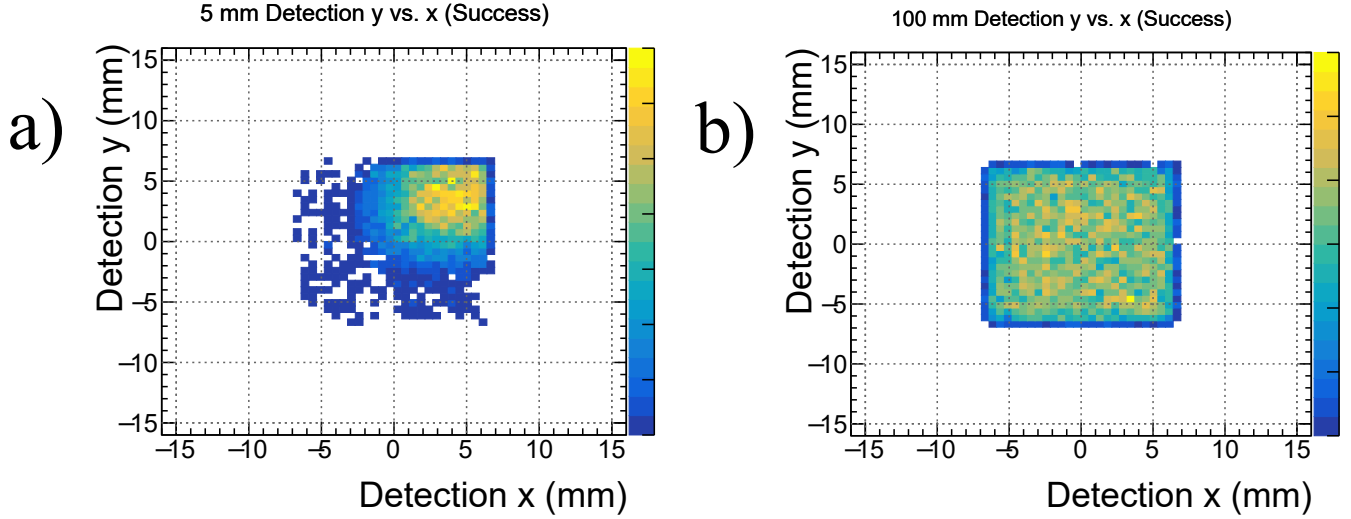 5 mm Detection y vs. x (Success)
a)
Detection y (mm)
15
10
5
0
−5
−10
−15
−15 −10 −5 0 5 10 15
Detection x (mm)
100 mm Detection y vs. x (Success)
b)
Detection y (mm)
15
10
5
0
−5
−10
−15
−15 −10 −5 0 5 10 15
Detection x (mm)